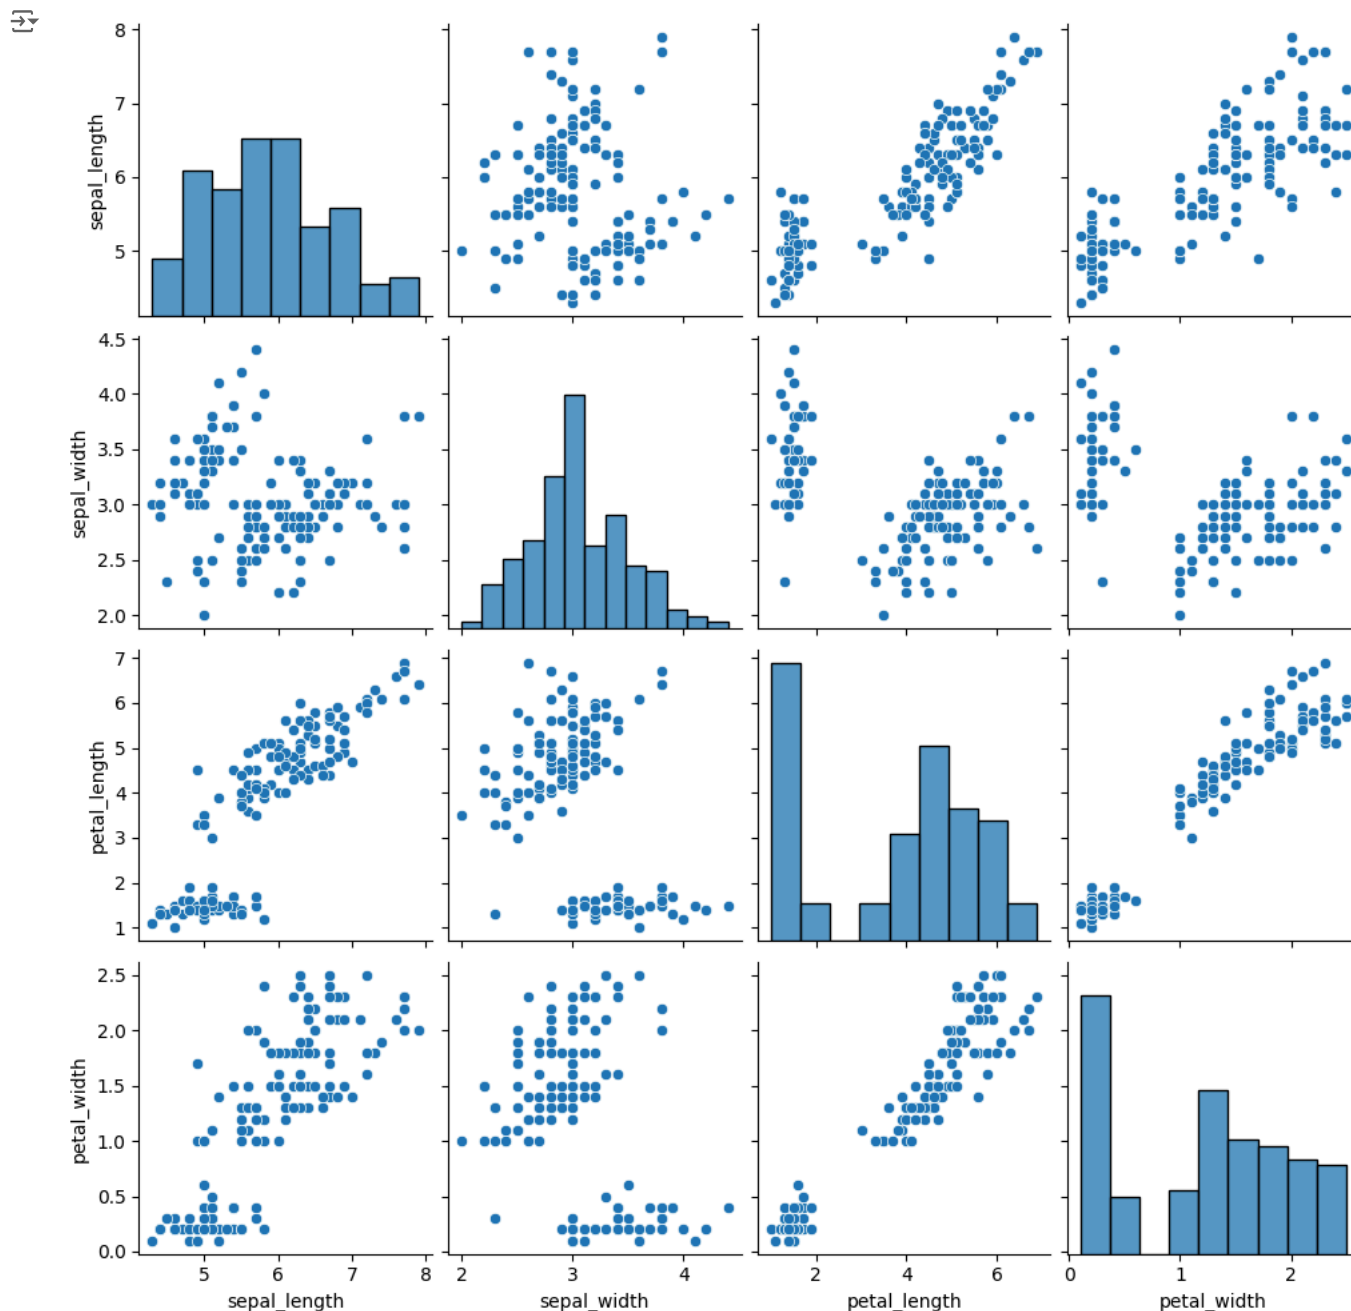 8
7
6
5
sepal_length
4.5
4.0
3.5
3.0
2.5
2.0
sepal_width
7
6
5
4
3
2
1
petal_length
2.5
2.0
1.5
1.0
0.5
0.0
petal_width
5 6 7 8
2 3 4
2 4 6
0 1 2
sepal_length sepal_width petal_length petal_width